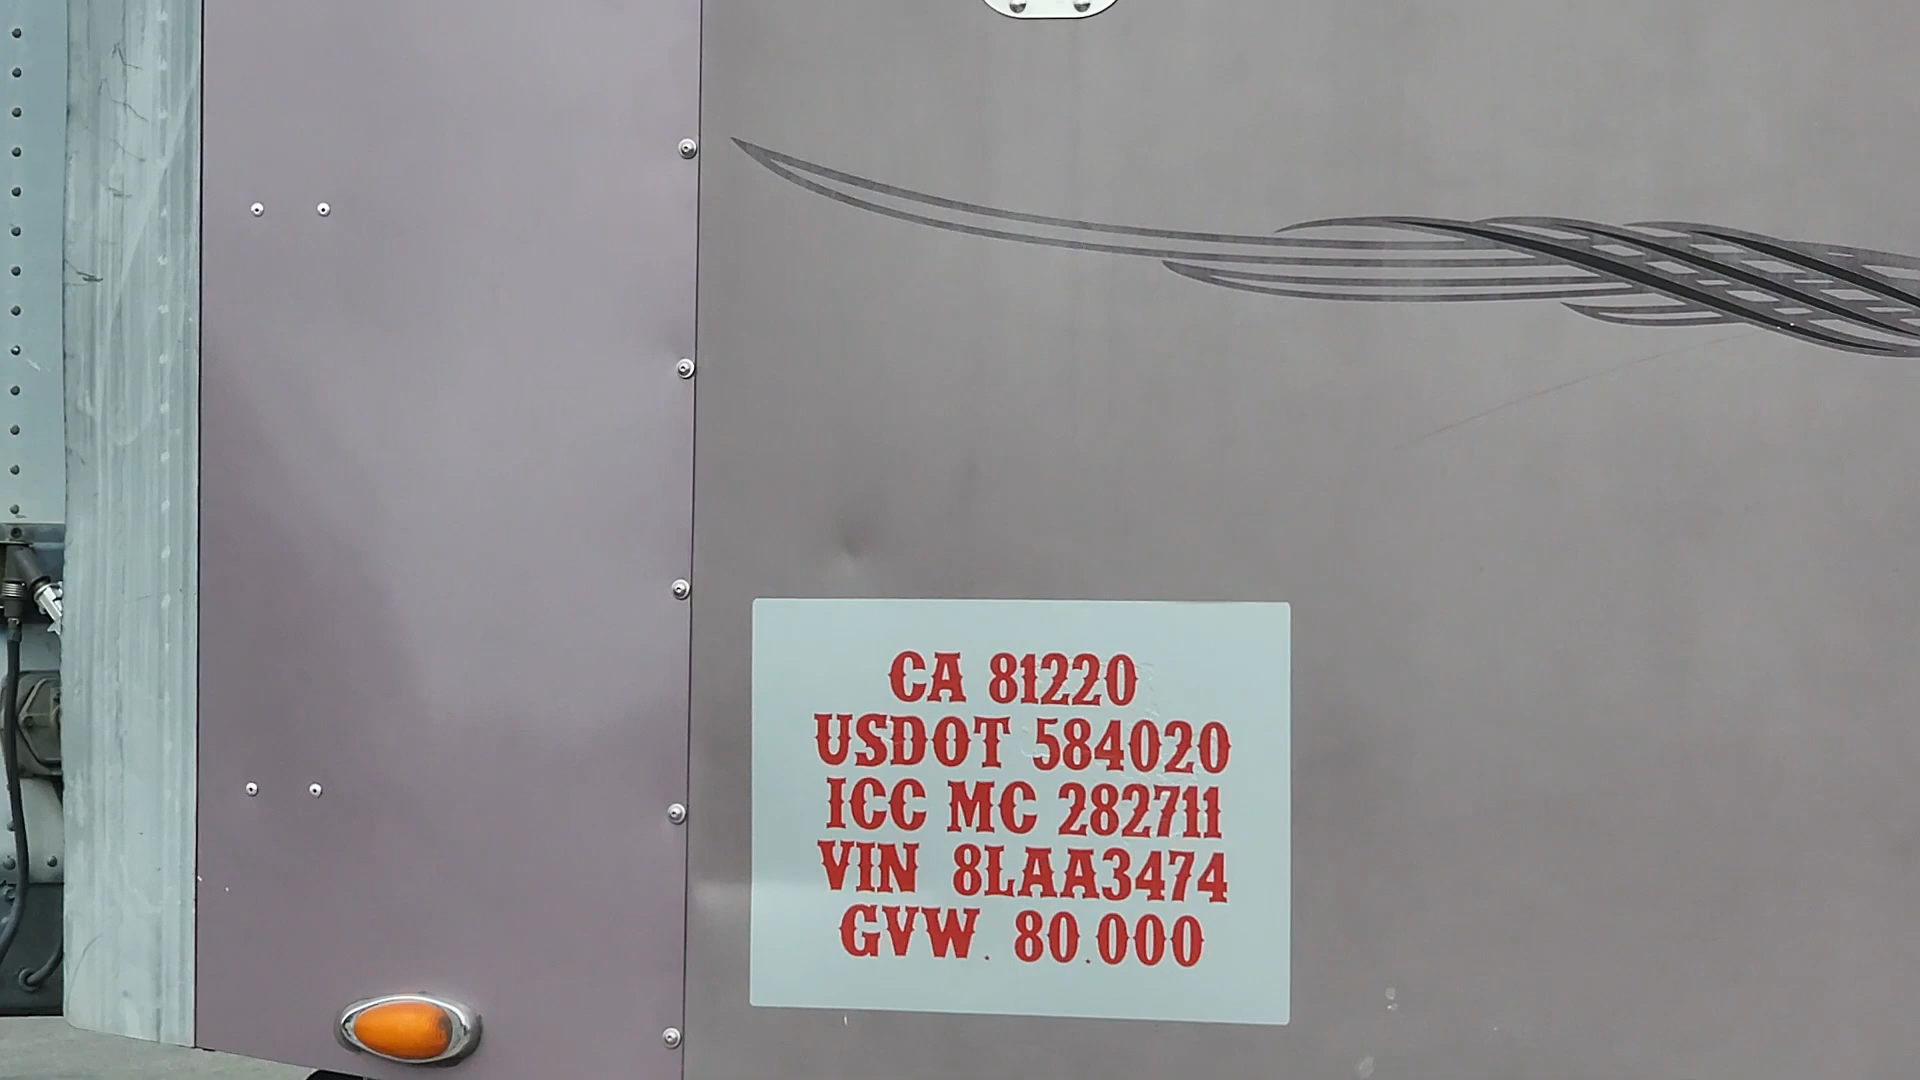 CA 81220
USDOT 584020
ICC MC 282711
VIN 8LAA3474
GVW. 80.000